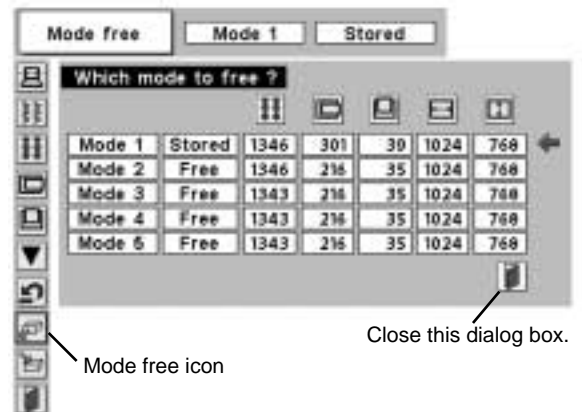 Mode free Mode 1 Stored
Which mode to free ?
Mode 1 Stored 1346 301 39 1024 768
Mode 2 Free 1346 216 35 1024 768
Mode 3 Free 1343 216 35 1024 768
Mode 4 Free 1343 216 35 1024 768
Mode 5 Free 1343 216 35 1024 768
Close this dialog box.
Mode free icon